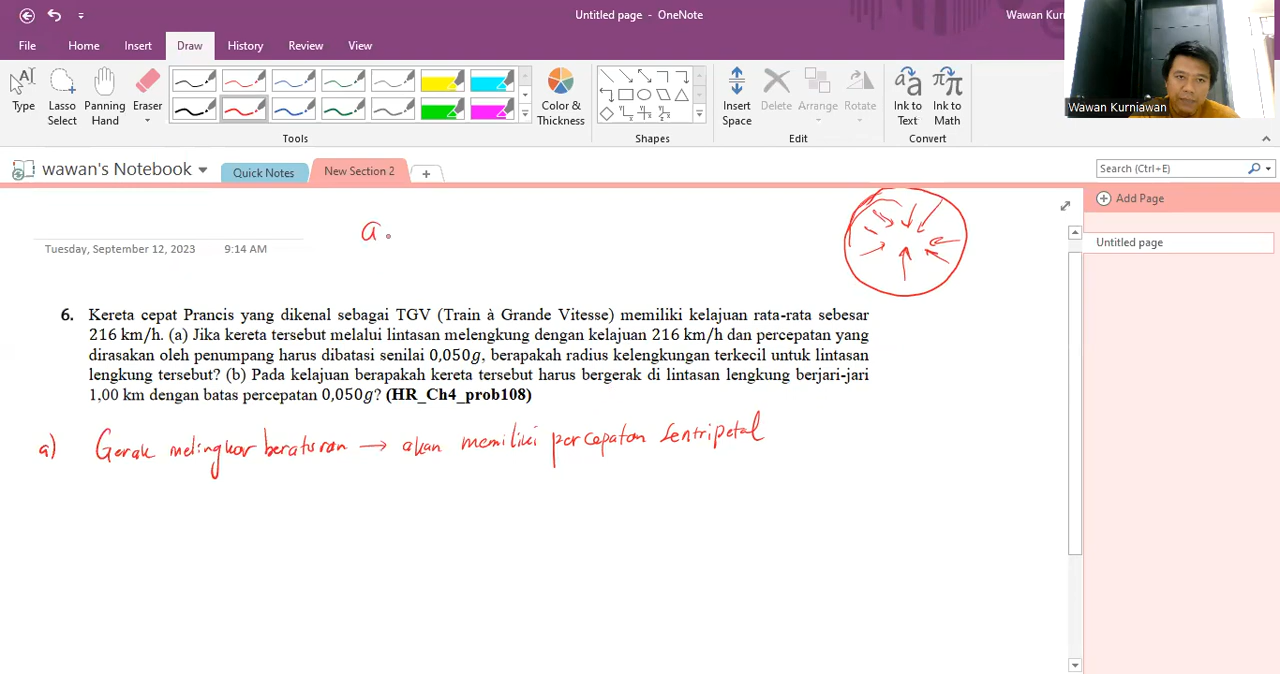 Untitled page - OneNote
Wawan Kur
File Home Insert Draw History Review View
Type
Lasso Select
Panning Hand
Eraser
Color & Thickness
Insert Space
Delete
Arrange
Rotate
Ink to Text
Ink to Math
Tools
Shapes
Edit
Convert
Wawan Kurniawan
wawan's Notebook
Quick Notes
New Section 2
Search (Ctrl+E)
Add Page
Untitled page
a
Tuesday, September 12, 2023 9:14 AM
6. Kereta cepat Prancis yang dikenal sebagai TGV (Train à Grande Vitesse) memiliki kelajuan rata-rata sebesar
216 km/h. (a) Jika kereta tersebut melalui lintasan melengkung dengan kelajuan 216 km/h dan percepatan yang
dirasakan oleh penumpang harus dibatasi senilai 0,050g, berapakah radius kelengkungan terkecil untuk lintasan
lengkung tersebut? (b) Pada kelajuan berapakah kereta tersebut harus bergerak di lintasan lengkung berjari-jari
1,00 km dengan batas percepatan 0,050g? (HR_Ch4_prob108)
a) Gerak melingkar beraturan → akan memiliki percepatan sentripetal